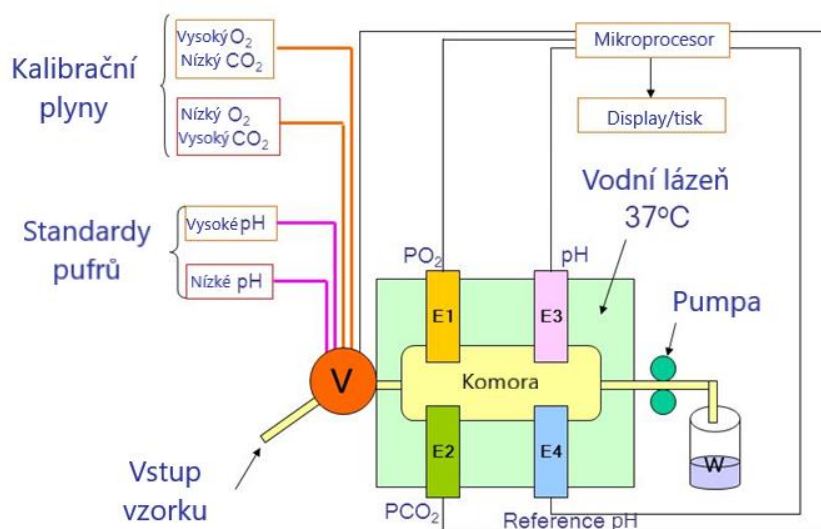 Kalibrační
plyny
Vysoký O₂
Nízký CO₂
Nízký O₂
Vysoký CO₂
Standardy
pufrů
Vysoké pH
Nízké pH
Mikroprocesor
Display/tisk
Vodní lázeň
37ºC
PO₂
pH
E1
E3
Pumpa
V
Komora
E2
E4
W
Vstup
vzorku
PCO₂
Reference pH